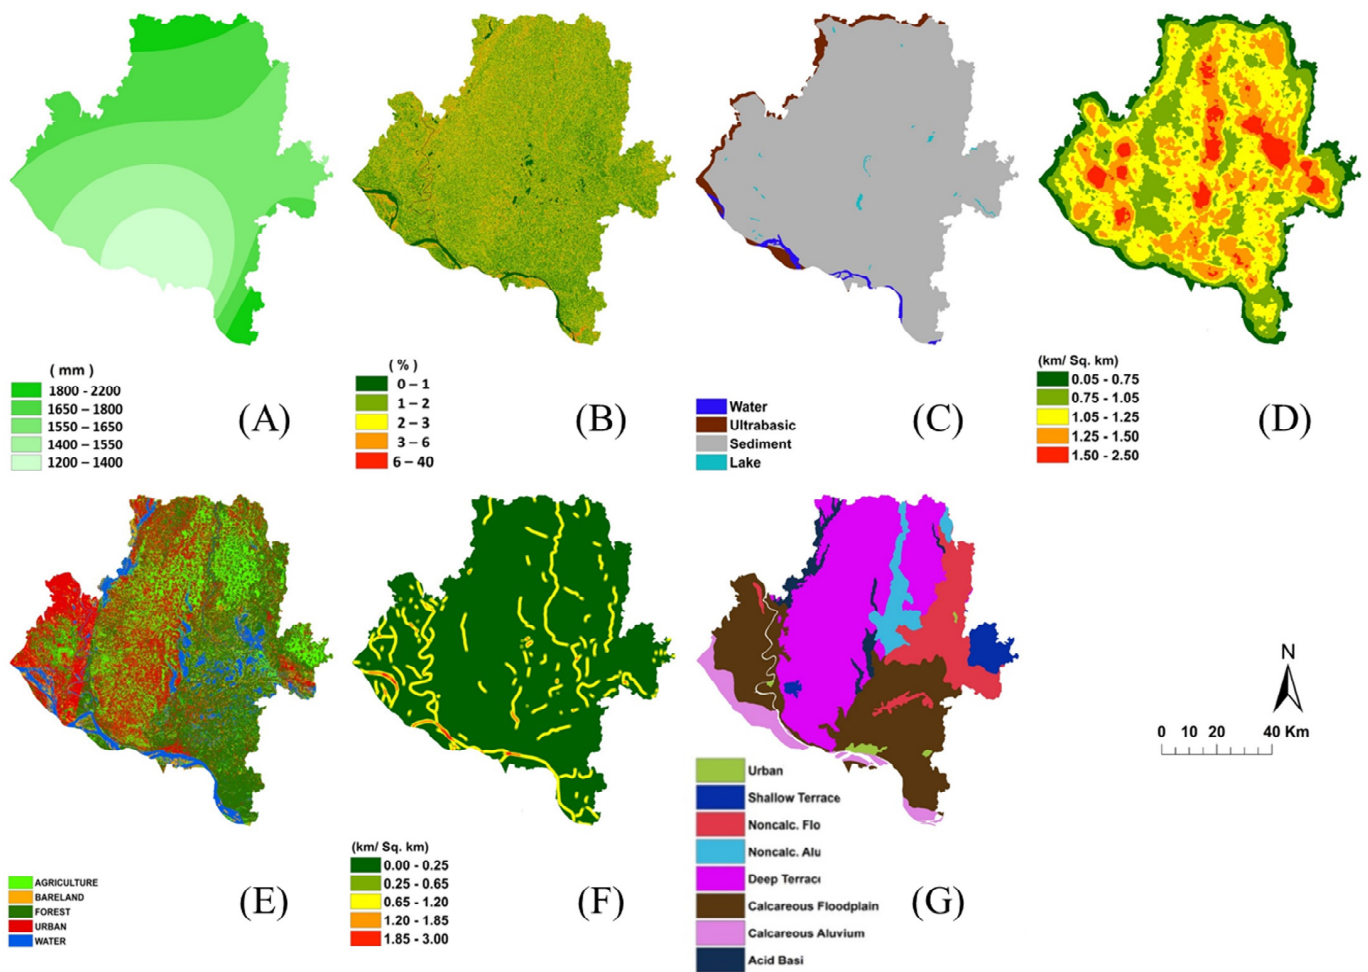 ( mm )
1800 - 2200
1650 – 1800
1550 – 1650
1400 – 1550
1200 – 1400
(A)
( % )
0 – 1
1 – 2
2 – 3
3 – 6
6 – 40
(B)
Water
Ultrabasic
Sediment
Lake
(C)
(km/ Sq. km)
0.05 - 0.75
0.75 - 1.05
1.05 - 1.25
1.25 - 1.50
1.50 - 2.50
(D)
AGRICULTURE
BARELAND
FOREST
URBAN
WATER
(E)
(km/ Sq. km)
0.00 - 0.25
0.25 - 0.65
0.65 - 1.20
1.20 - 1.85
1.85 - 3.00
(F)
Urban
Shallow Terrace
Noncalc. Flo
Noncalc. Alu
Deep Terrace
Calcareous Floodplain
Calcareous Aluvium
Acid Basi
(G)
N
0 10 20 40 Km